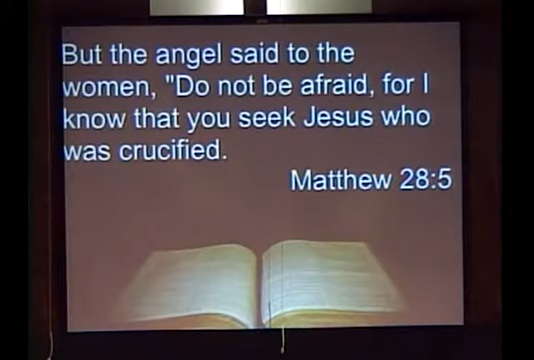 But the angel said to the
women, "Do not be afraid, for I
know that you seek Jesus who
was crucified.
Matthew 28:5